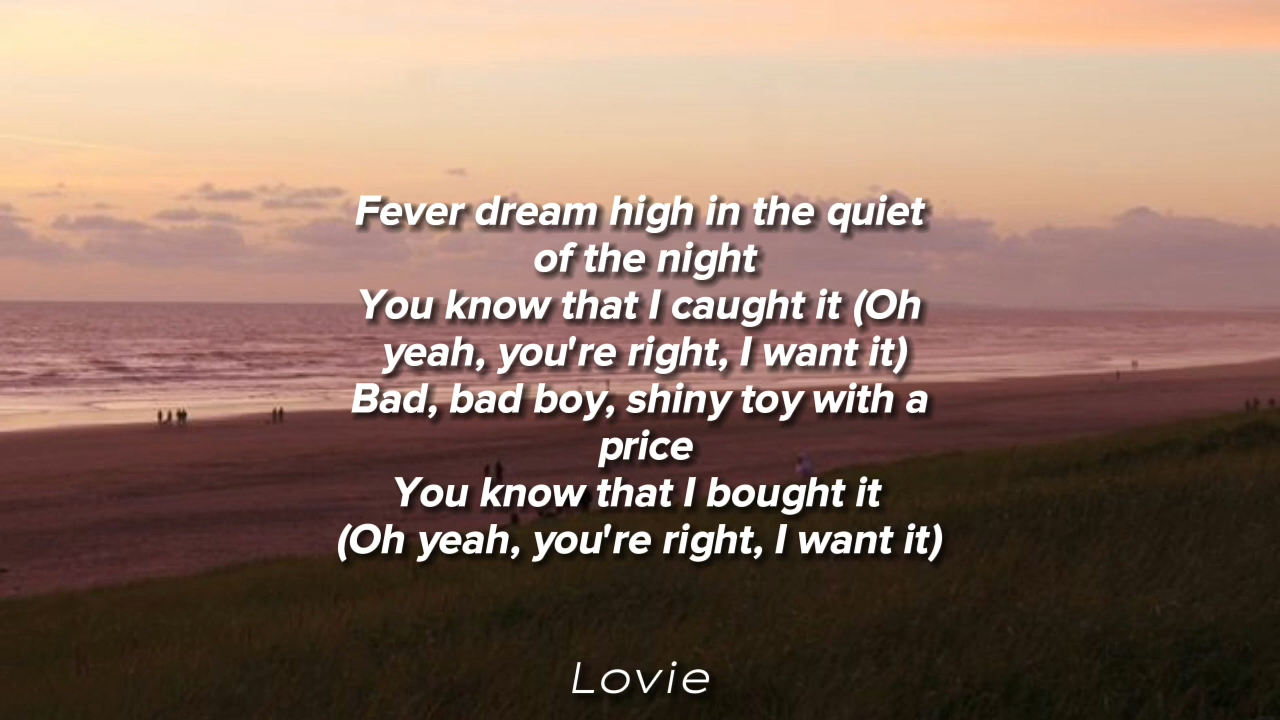 Fever dream high in the quiet
of the night
You know that I caught it (Oh
yeah, you're right, I want it)
Bad, bad boy, shiny toy with a
price
You know that I bought it
(Oh yeah, you're right, I want it)
Lovie